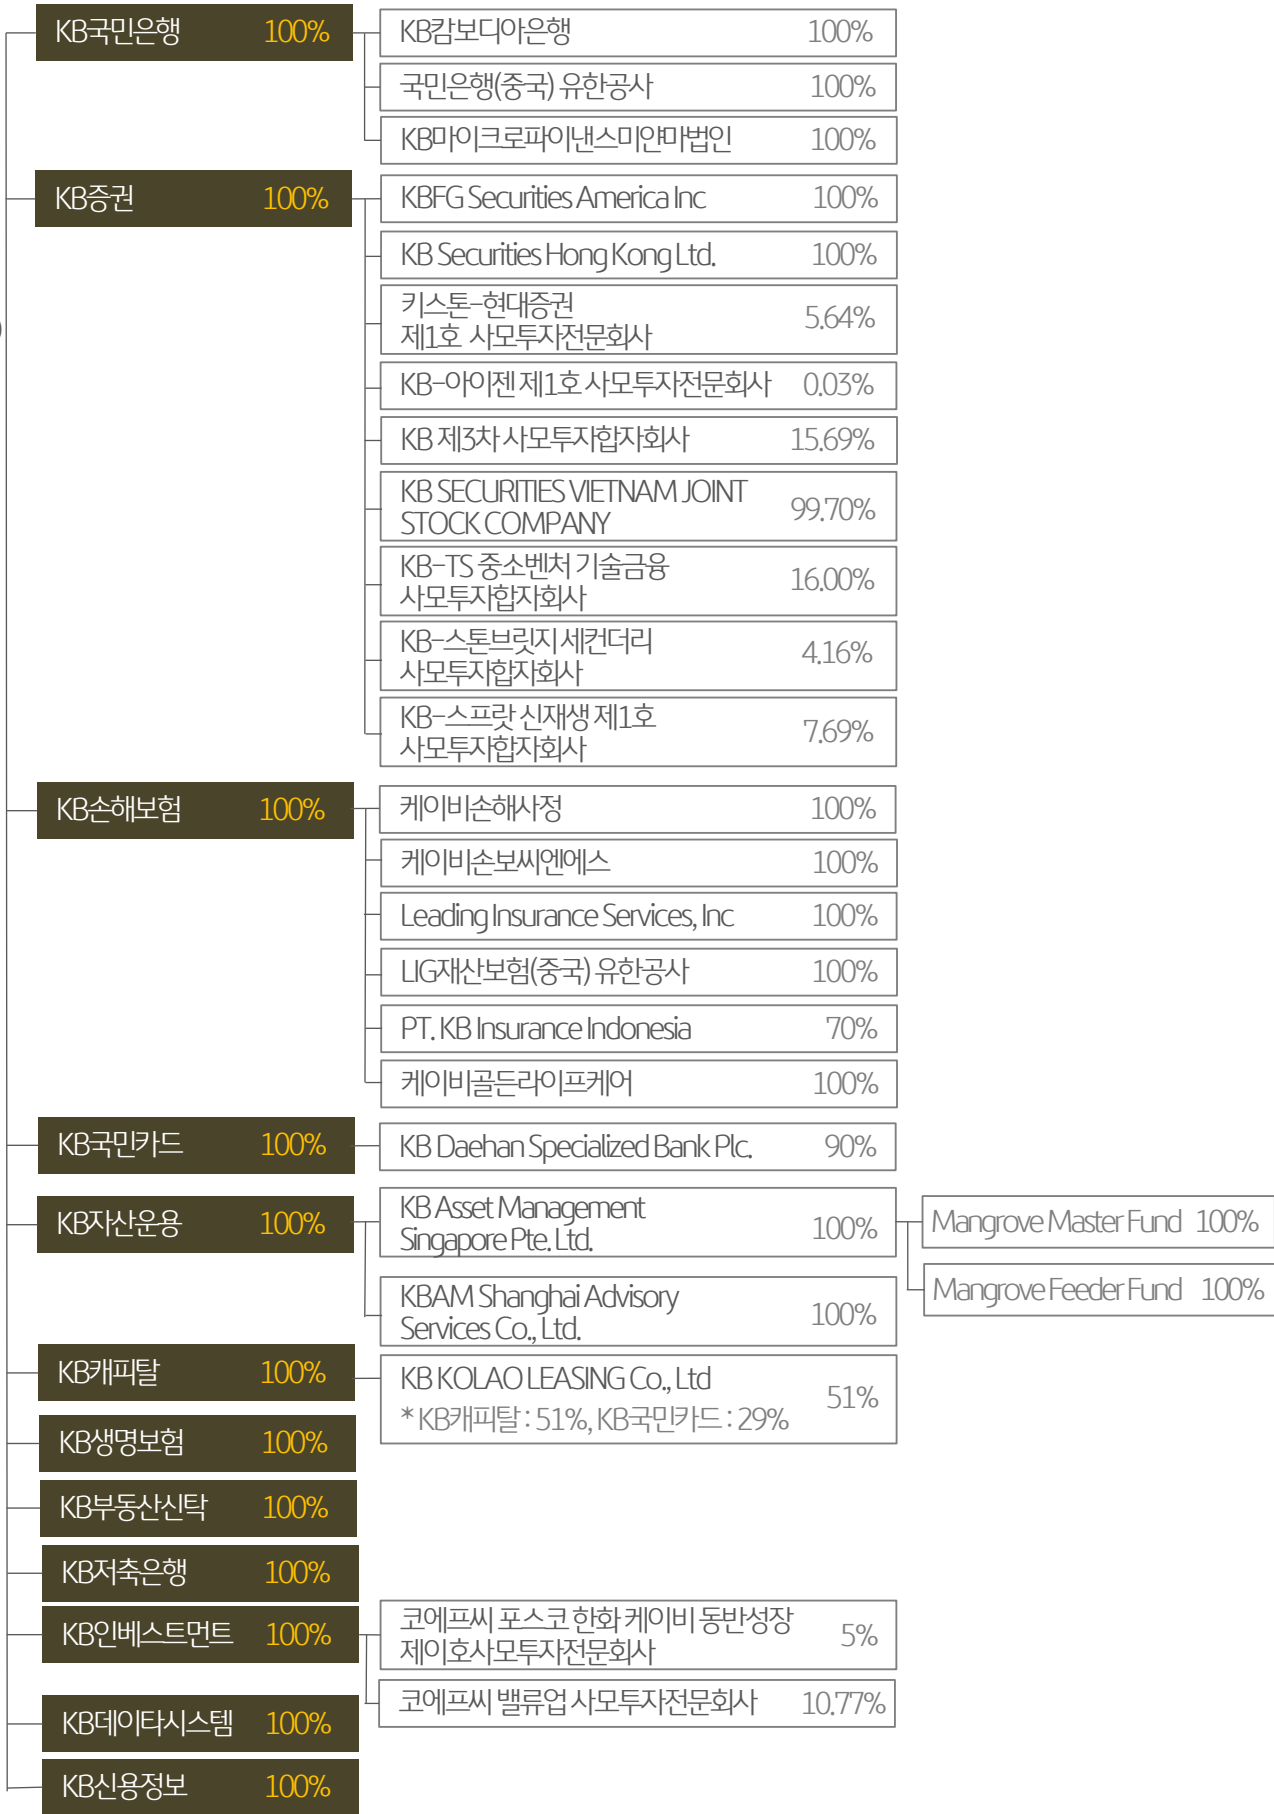 KB국민은행 100%
KB캄보디아은행 100%
국민은행(중국) 유한공사 100%
KB마이크로파이낸스미얀마법인 100%
KB증권 100%
KBFG Securities America Inc 100%
KB Securities Hong Kong Ltd. 100%
키스톤-현대증권
제1호 사모투자전문회사 5.64%
KB-아이젠 제1호 사모투자전문회사 0.03%
KB 제3차 사모투자합자회사 15.69%
KB SECURITIES VIETNAM JOINT
STOCK COMPANY 99.70%
KB-TS 중소벤처 기술금융
사모투자합자회사 16.00%
KB-스톤브릿지 세컨더리
사모투자합자회사 4.16%
KB-스프랏 신재생 제1호
사모투자합자회사 7.69%
KB손해보험 100%
케이비손해사정 100%
케이비손보씨엔에스 100%
Leading Insurance Services, Inc 100%
LIG재산보험(중국) 유한공사 100%
PT. KB Insurance Indonesia 70%
케이비골든라이프케어 100%
KB국민카드 100%
KB Daehan Specialized Bank Plc. 90%
KB자산운용 100%
KB Asset Management
Singapore Pte. Ltd. 100%
Mangrove Master Fund 100%
Mangrove Feeder Fund 100%
KBAM Shanghai Advisory
Services Co., Ltd. 100%
KB캐피탈 100%
KB KOLAO LEASING Co., Ltd 51%
* KB캐피탈 : 51%, KB국민카드 : 29%
KB생명보험 100%
KB부동산신탁 100%
KB저축은행 100%
KB인베스트먼트 100%
코에프씨 포스코 한화 케이비 동반성장
제이호사모투자전문회사 5%
코에프씨 밸류업 사모투자전문회사 10.77%
KB데이타시스템 100%
KB신용정보 100%